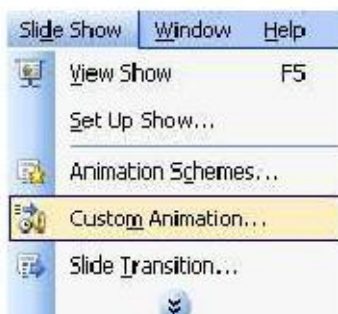 Slide Show Window Help
View Show F5
Set Up Show...
Animation Schemes...
Custom Animation...
Slide Transition...